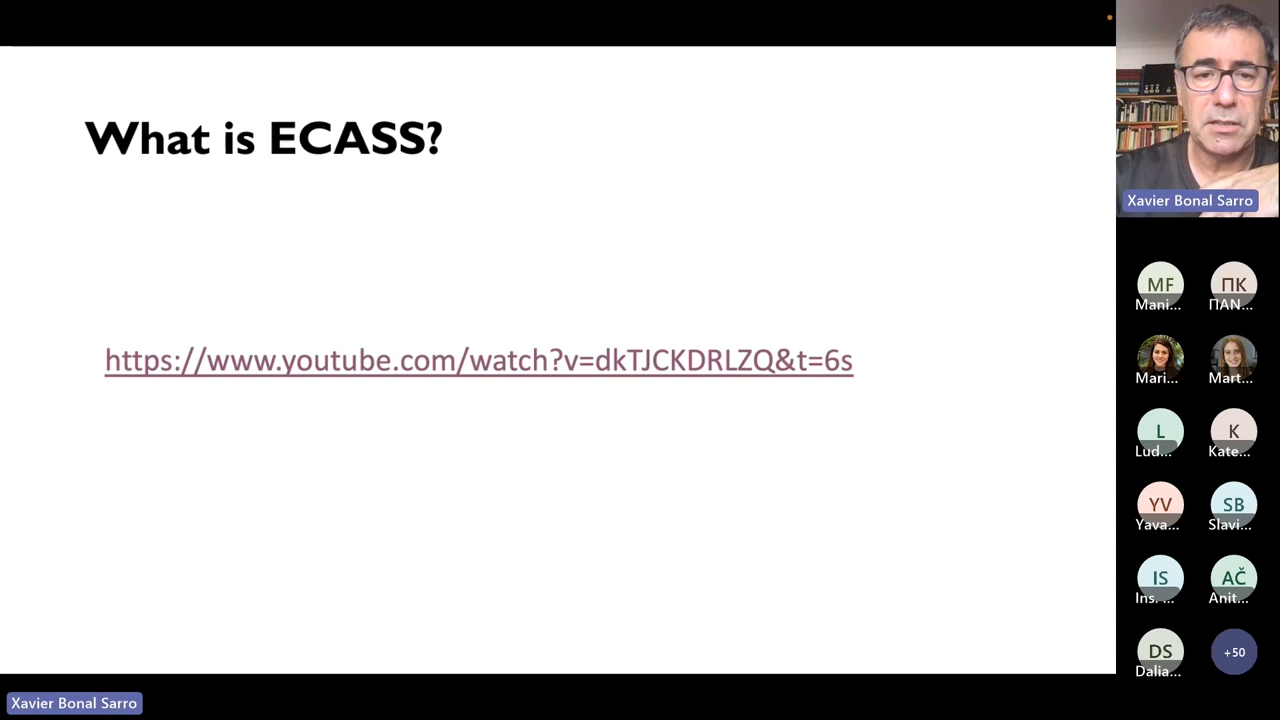 What is ECASS?
https://www.youtube.com/watch?v=dkTJCKDRLZQ&t=6s
Xavier Bonal Sarro
MF
Mani...
ПК
ΠΑΝ...
Mari...
Mart...
L
Lud...
K
Kate...
YV
Yava...
SB
Slavi...
IS
Ins. ...
AČ
Anit...
DS
Dalia...
+50
Xavier Bonal Sarro